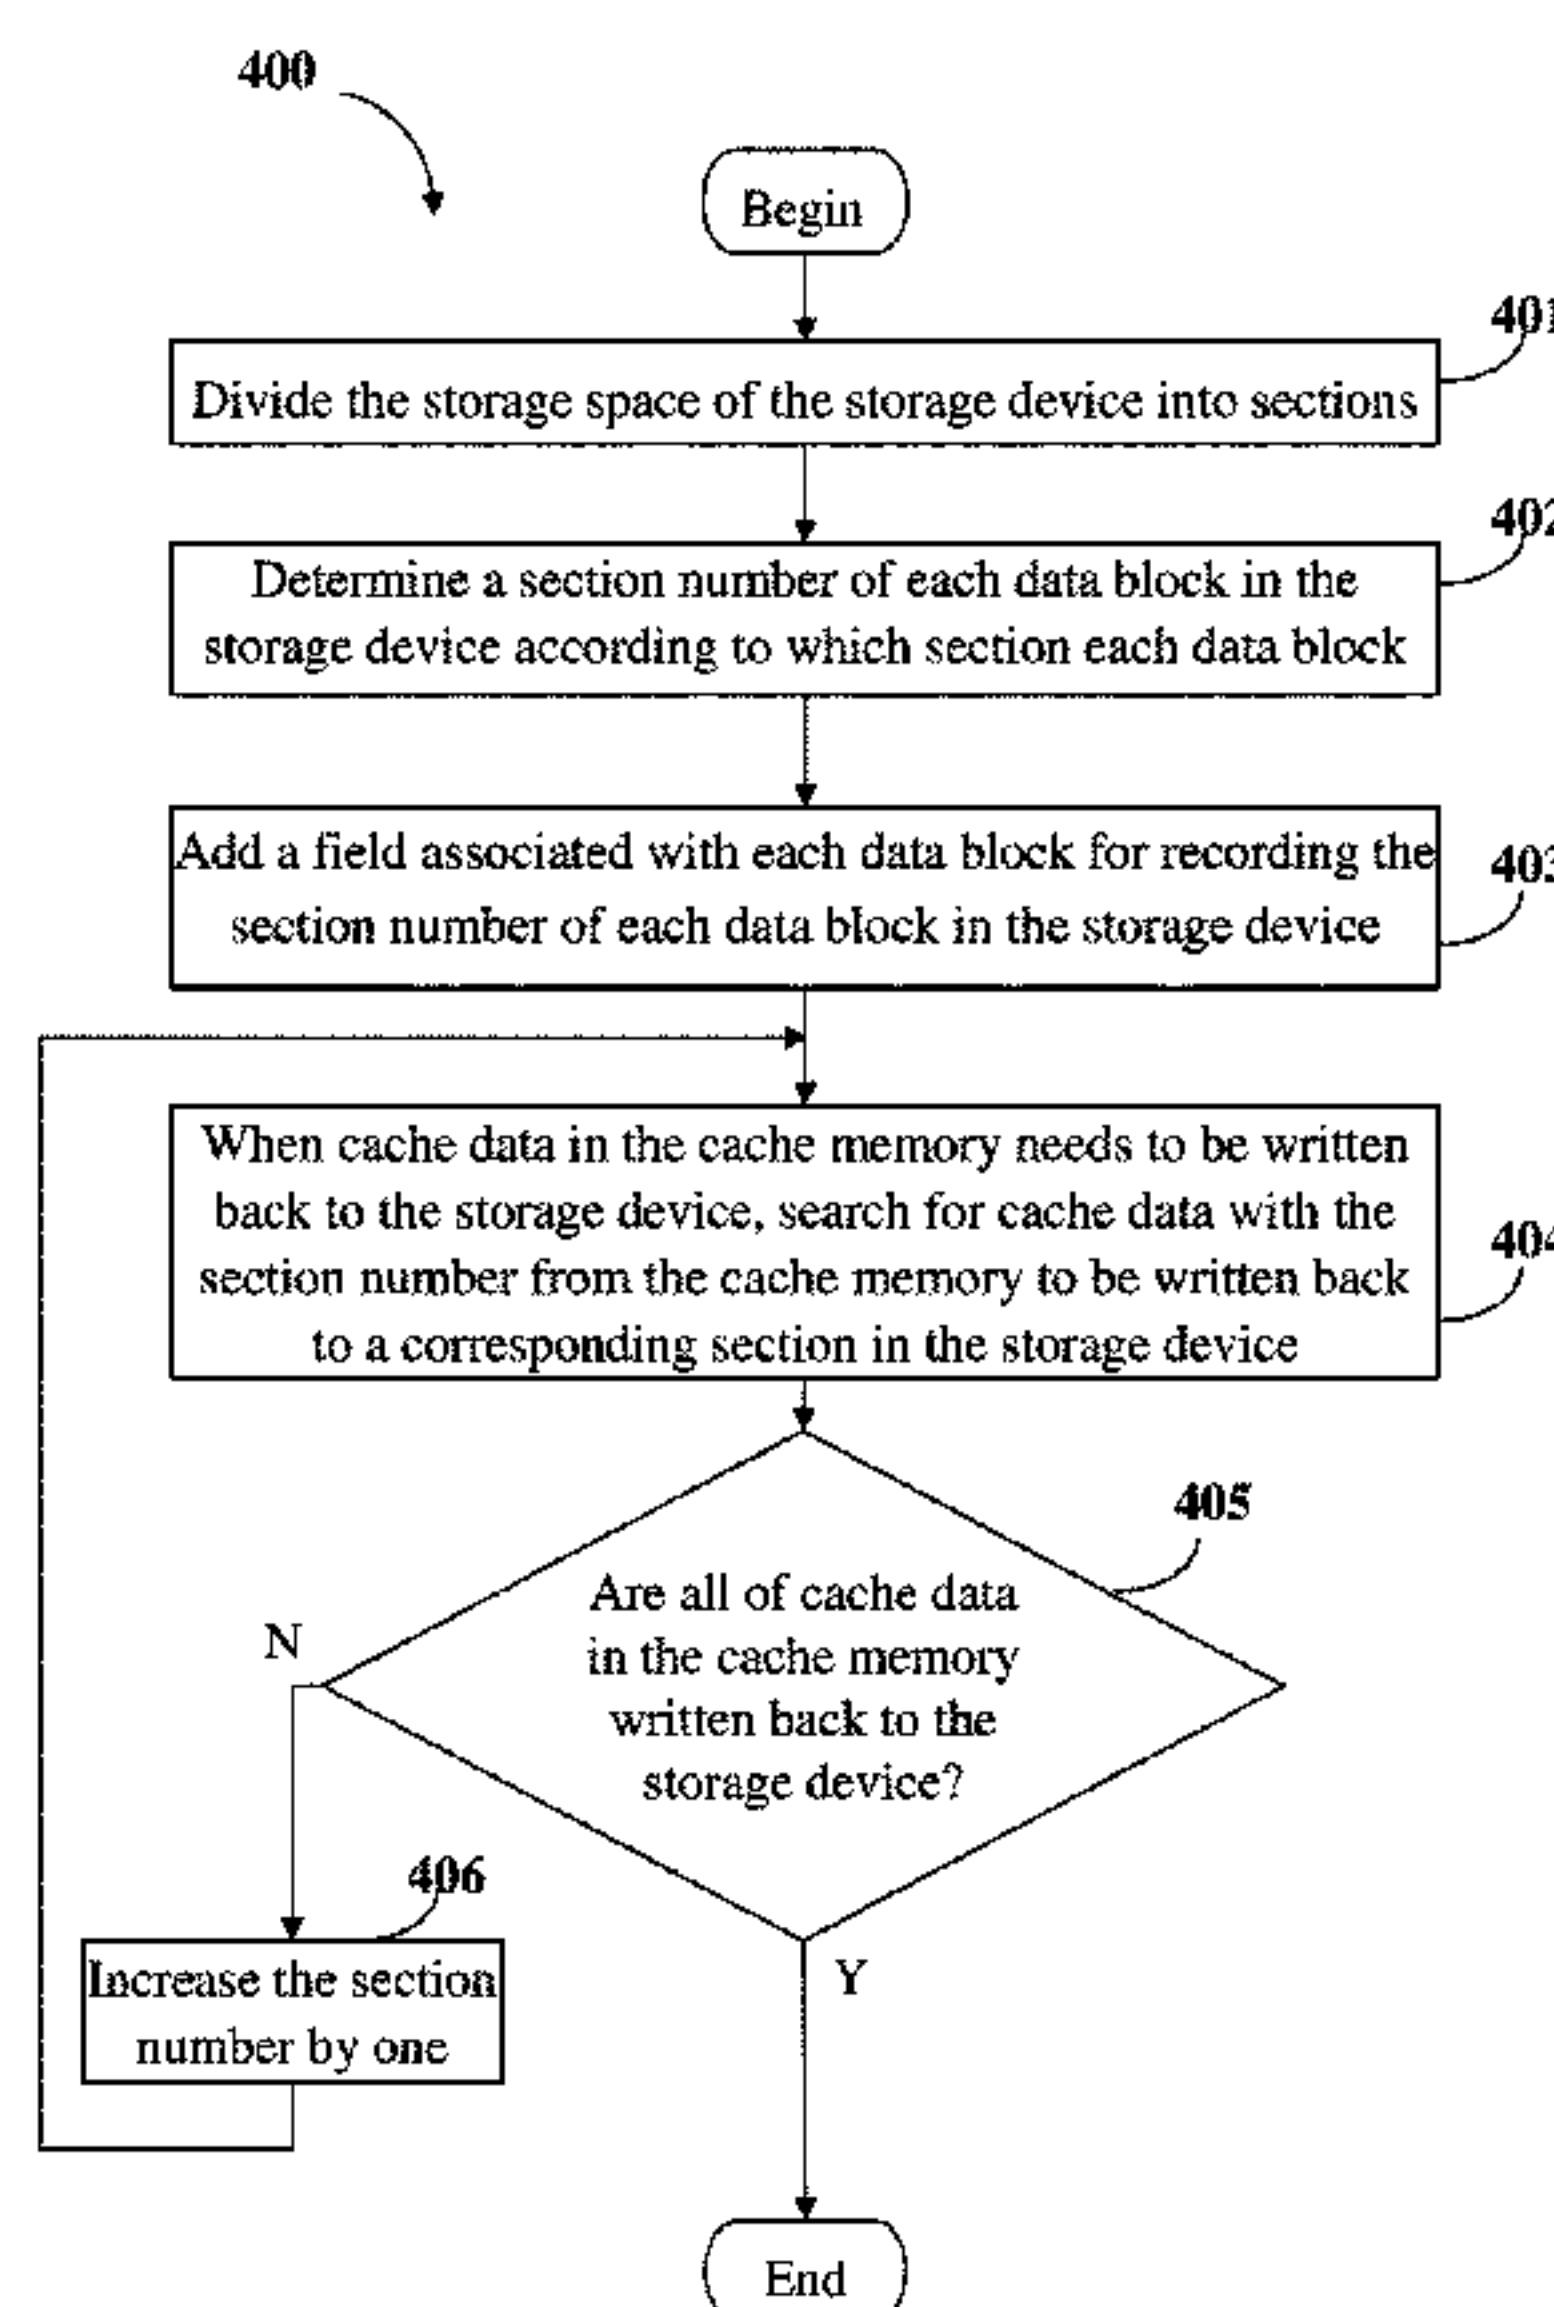 400
Begin
401
Divide the storage space of the storage device into sections
402
Determine a section number of each data block in the
storage device according to which section each data block
403
Add a field associated with each data block for recording the
section number of each data block in the storage device
When cache data in the cache memory needs to be written
back to the storage device, search for cache data with the
section number from the cache memory to be written back
to a corresponding section in the storage device
404
405
Are all of cache data
in the cache memory
written back to the
storage device?
N
406
Increase the section
number by one
Y
End